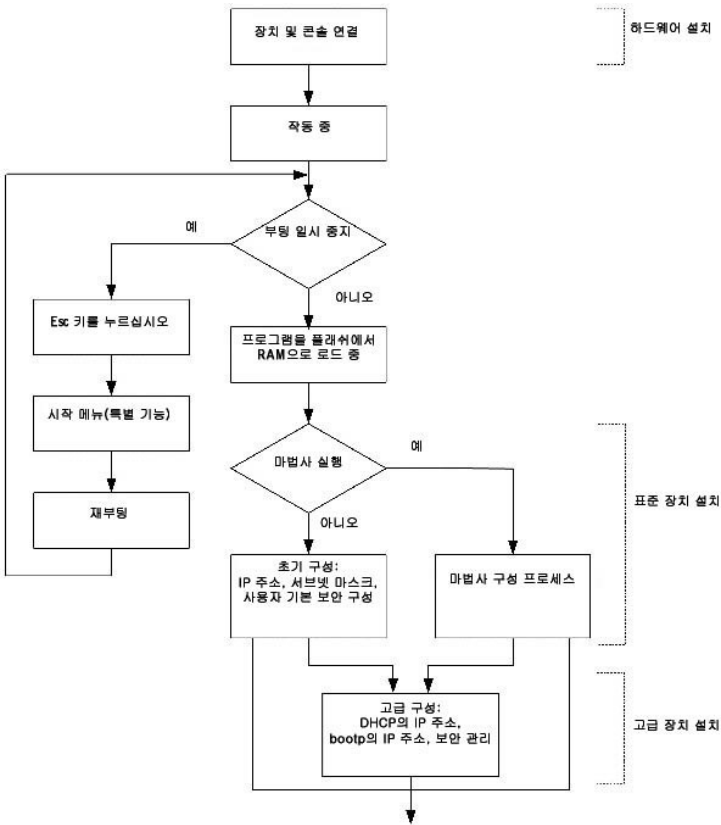 장치 및 콘솔 연결
하드웨어 설치
작동 중
부팅 일시 중지
예
아니오
Esc 키를 누르십시오
프로그램을 플래쉬에서
RAM으로 로드 중
시작 메뉴(특별 기능)
마법사 실행
예
아니오
재부팅
표준 장치 설치
초기 구성:
IP 주소, 서브넷 마스크,
사용자 기본 보안 구성
마법사 구성 프로세스
고급 구성:
DHCP의 IP 주소,
bootp의 IP 주소, 보안 관리
고급 장치 설치